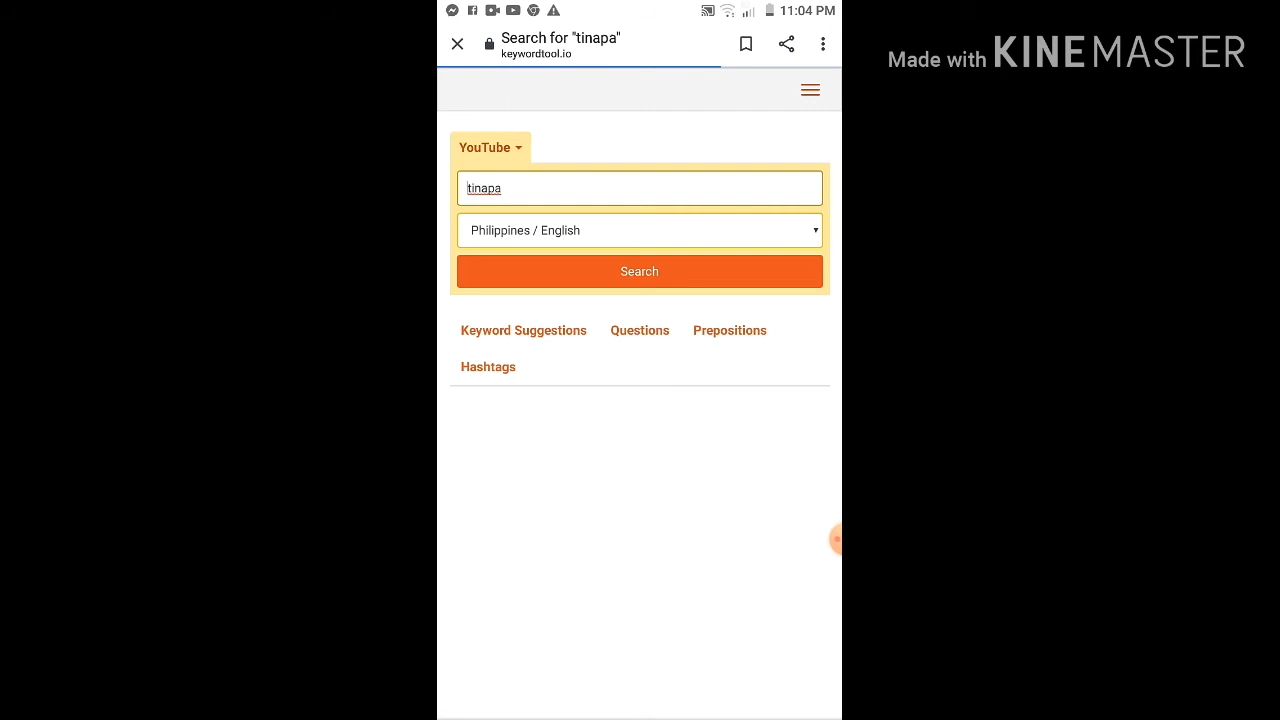 11:04 PM
Search for "tinapa"
keywordtool.io
Made with KINEMASTER
YouTube
tinapa
Philippines / English
Search
Keyword Suggestions Questions Prepositions
Hashtags